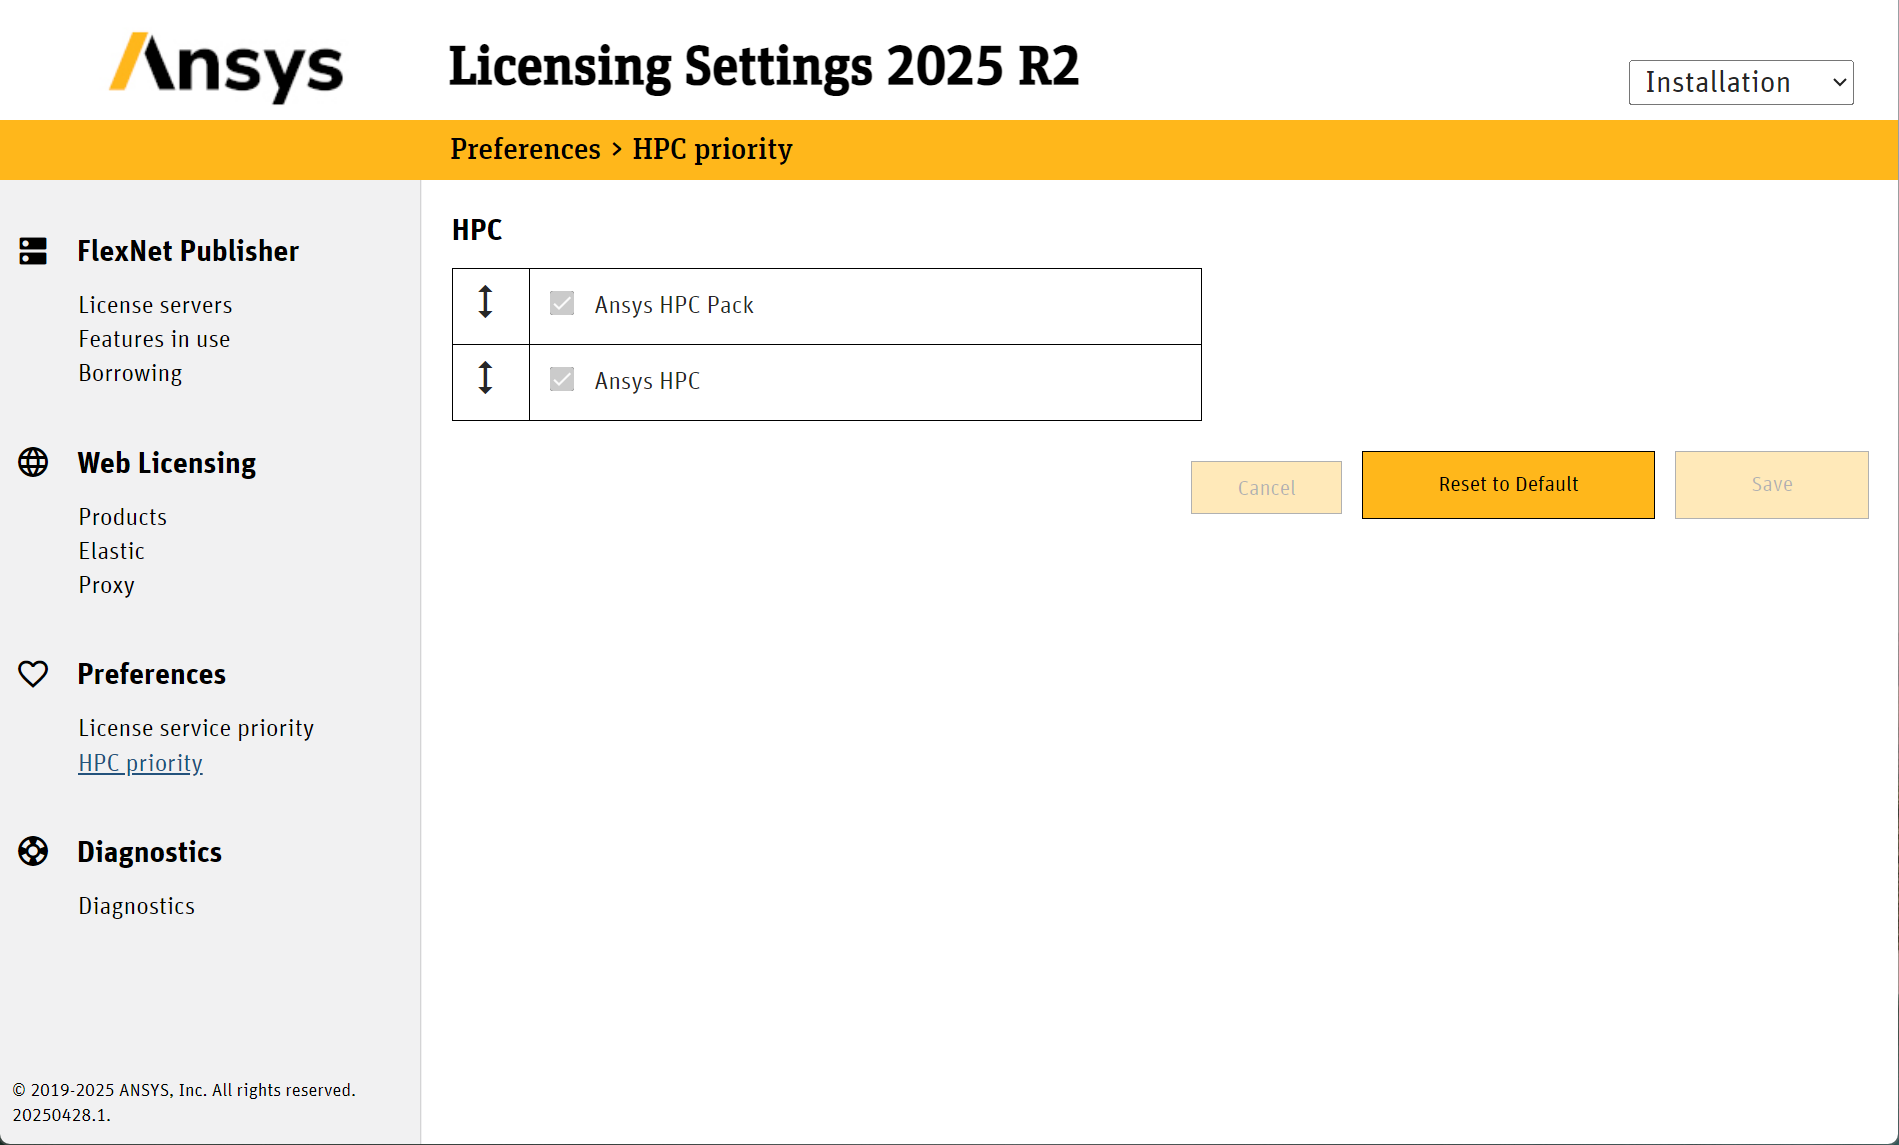 Ansys
Licensing Settings 2025 R2
Installation
Preferences > HPC priority
FlexNet Publisher
License servers
Features in use
Borrowing
Web Licensing
Products
Elastic
Proxy
Preferences
License service priority
HPC priority
Diagnostics
Diagnostics
© 2019-2025 ANSYS, Inc. All rights reserved.
20250428.1.
HPC
Ansys HPC Pack
Ansys HPC
Cancel
Reset to Default
Save